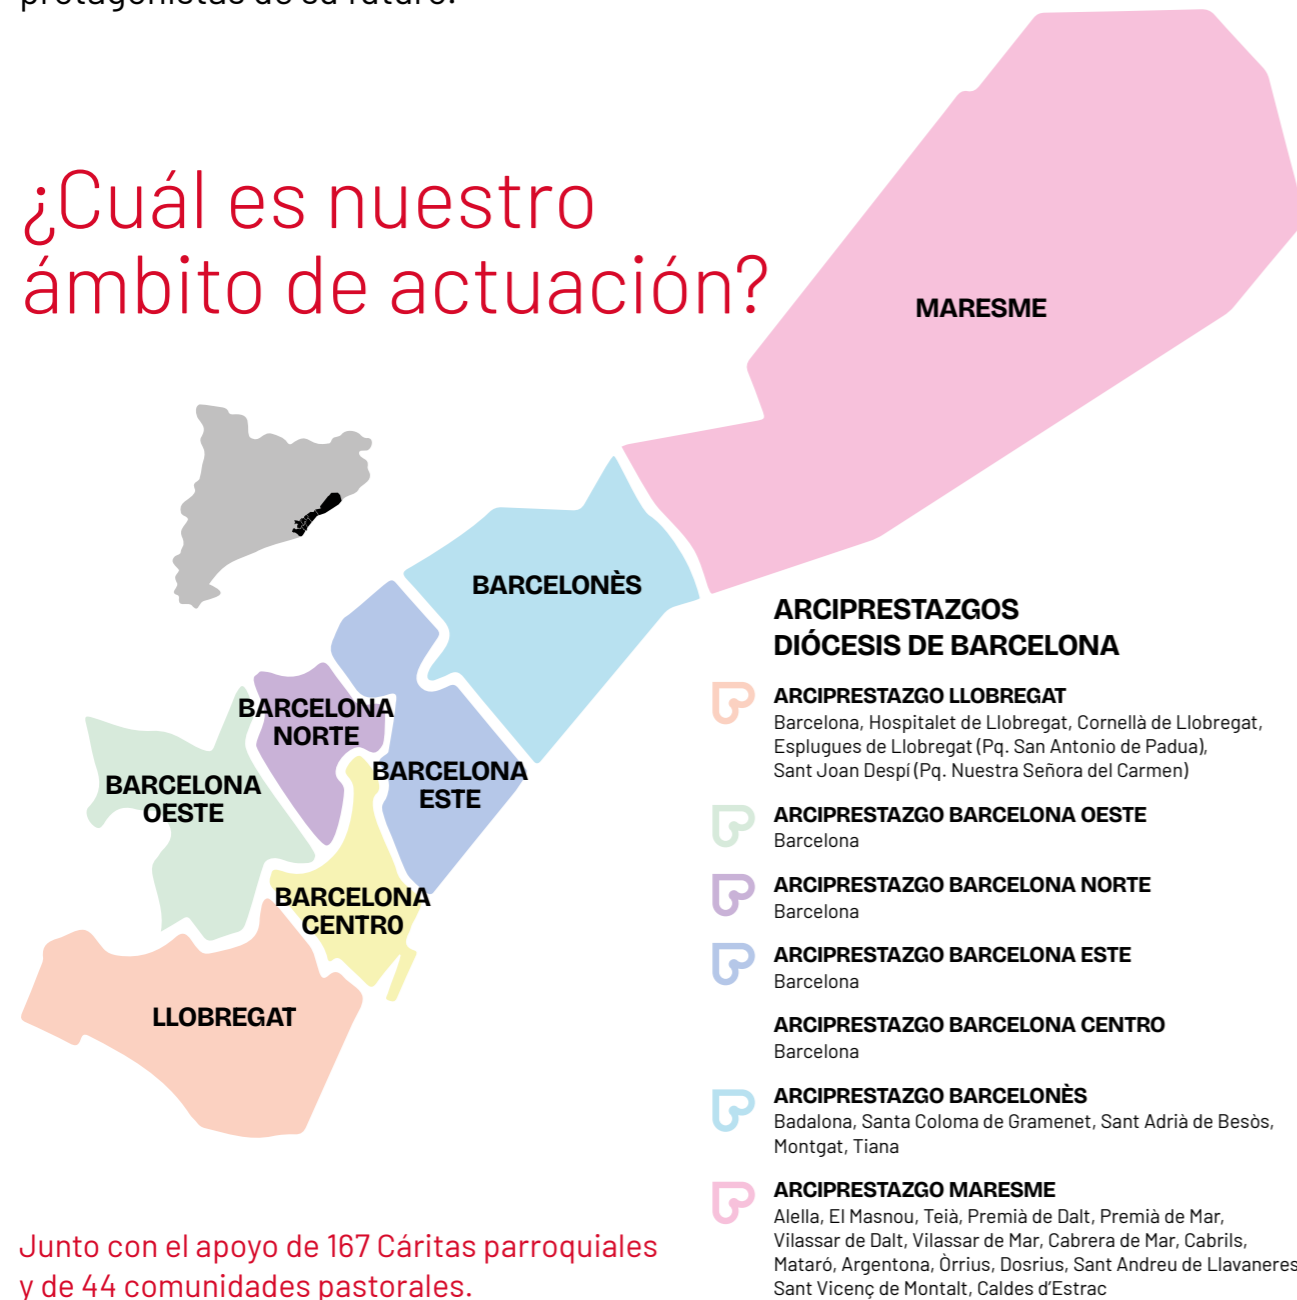 protagonistas de su futuro.
¿Cuál es nuestro
ámbito de actuación?
MARESME
BARCELONÈS
BARCELONA
NORTE
BARCELONA
ESTE
BARCELONA
OESTE
BARCELONA
CENTRO
LLOBREGAT
ARCIPRESTAZGOS
DIÓCESIS DE BARCELONA
ARCIPRESTAZGO LLOBREGAT
Barcelona, Hospitalet de Llobregat, Cornellà de Llobregat,
Esplugues de Llobregat (Pq. San Antonio de Padua),
Sant Joan Despí (Pq. Nuestra Señora del Carmen)
ARCIPRESTAZGO BARCELONA OESTE
Barcelona
ARCIPRESTAZGO BARCELONA NORTE
Barcelona
ARCIPRESTAZGO BARCELONA ESTE
Barcelona
ARCIPRESTAZGO BARCELONA CENTRO
Barcelona
ARCIPRESTAZGO BARCELONÈS
Badalona, Santa Coloma de Gramenet, Sant Adrià de Besòs,
Montgat, Tiana
ARCIPRESTAZGO MARESME
Alella, El Masnou, Teià, Premià de Dalt, Premià de Mar,
Vilassar de Dalt, Vilassar de Mar, Cabrera de Mar, Cabrils,
Mataró, Argentona, Òrrius, Dosrius, Sant Andreu de Llavaneres
Sant Vicenç de Montalt, Caldes d'Estrac
Junto con el apoyo de 167 Cáritas parroquiales
y de 44 comunidades pastorales.